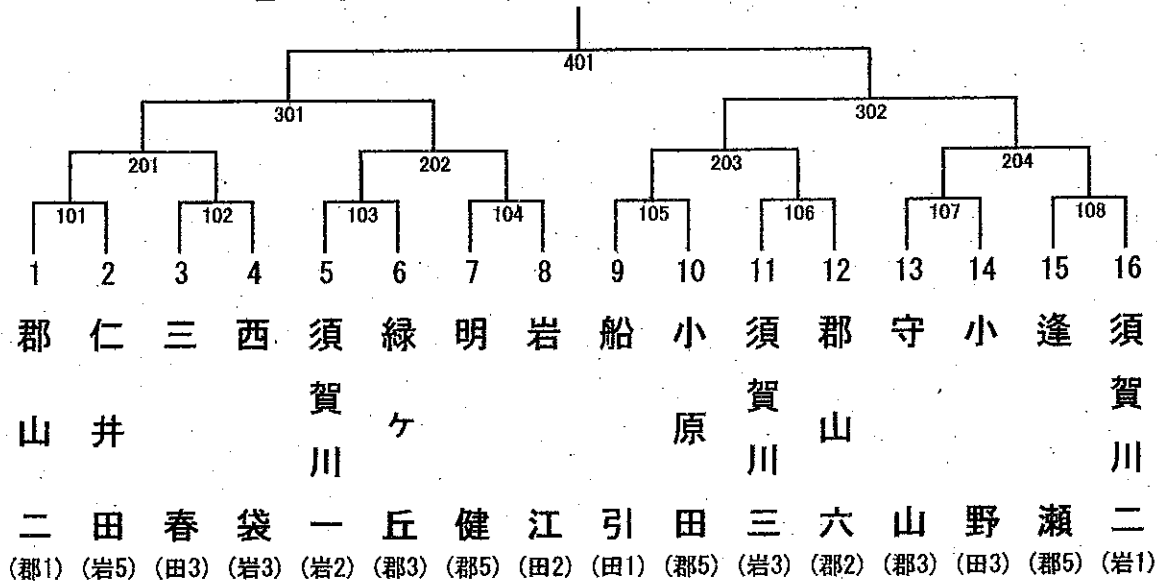 401
301 302
201 202 203 204
101 102 103 104 105 106 107 108
1 2 3 4 5 6 7 8 9 10 11 12 13 14 15 16
郡山二
仁井田
三春
西袋
須賀川一
緑ヶ丘
明健
岩江
船引
小原田
須賀川三
郡山六
守山
小野
逢瀬
須賀川二
(郡1) (岩5) (田3) (岩3) (岩2) (郡3) (郡5) (田2) (田1) (郡5) (岩3) (郡2) (郡3) (田3) (郡5) (岩1)